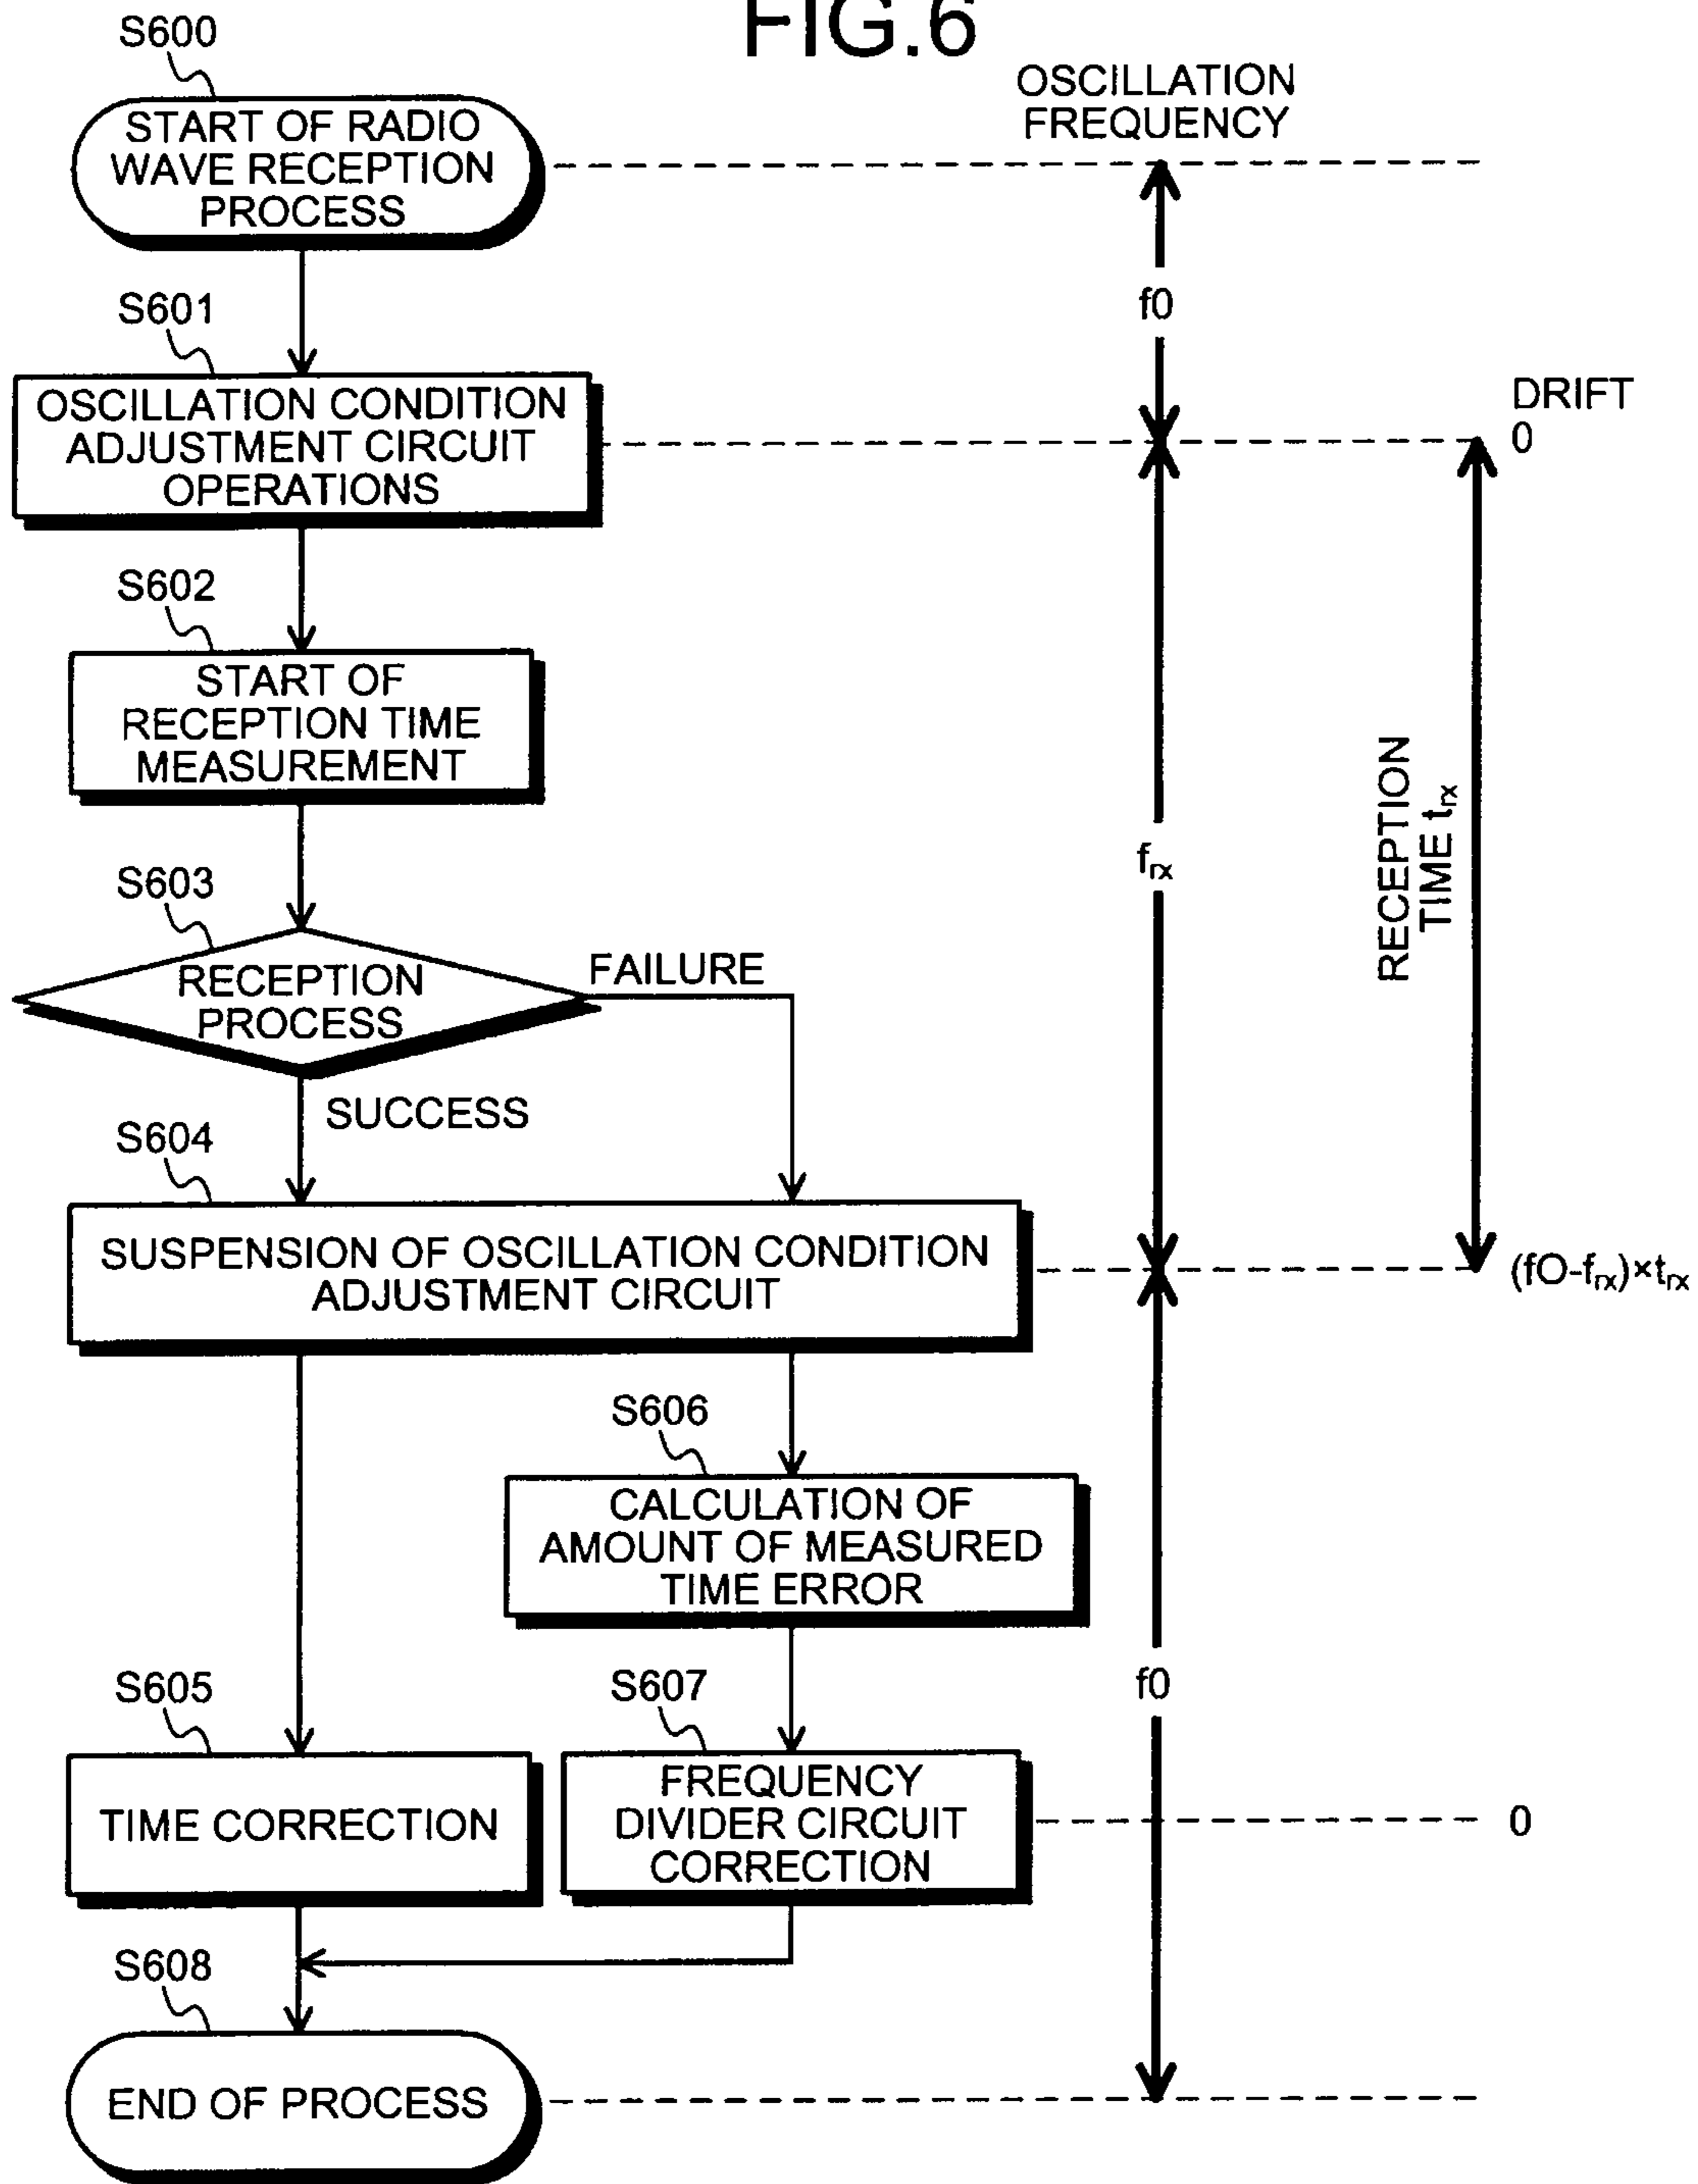 FIG.6
S600
START OF RADIO
WAVE RECEPTION
PROCESS
OSCILLATION
FREQUENCY
f0
S601
OSCILLATION CONDITION
ADJUSTMENT CIRCUIT
OPERATIONS
DRIFT
0
S602
START OF
RECEPTION TIME
MEASUREMENT
frx
RECEPTION
TIME trx
S603
RECEPTION
PROCESS
FAILURE
SUCCESS
S604
SUSPENSION OF OSCILLATION CONDITION
ADJUSTMENT CIRCUIT
(fO-frx)×trx
S606
CALCULATION OF
AMOUNT OF MEASURED
TIME ERROR
f0
S605
TIME CORRECTION
S607
FREQUENCY
DIVIDER CIRCUIT
CORRECTION
0
S608
END OF PROCESS